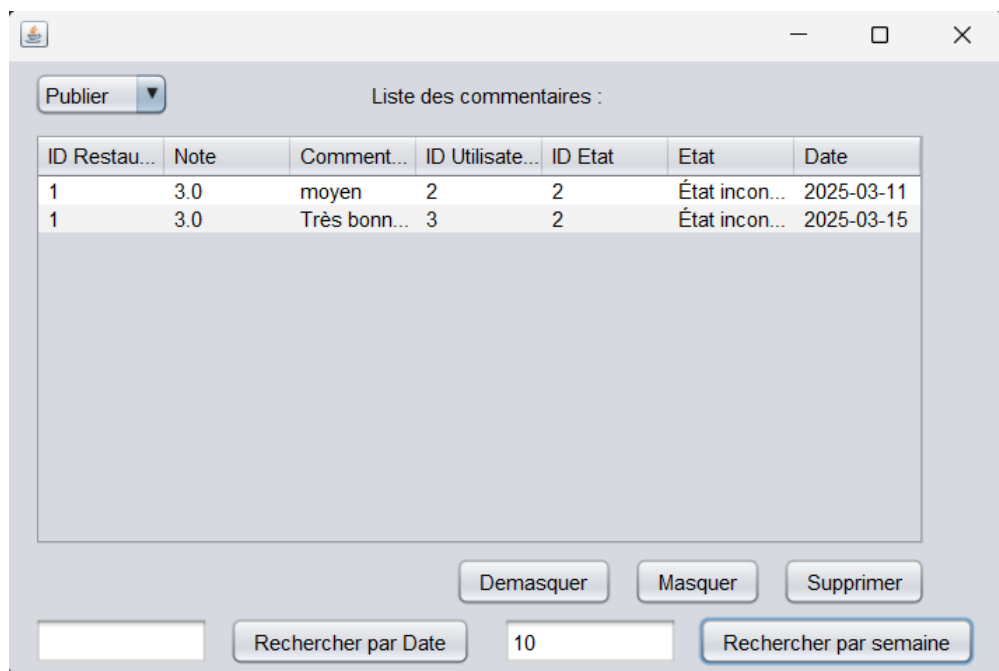 Publier Liste des commentaires :
ID Restau... Note Comment... ID Utilisate... ID Etat Etat Date
1 3.0 moyen 2 2 État incon... 2025-03-11
1 3.0 Très bonn... 3 2 État incon... 2025-03-15
Demasquer Masquer Supprimer
Rechercher par Date 10 Rechercher par semaine